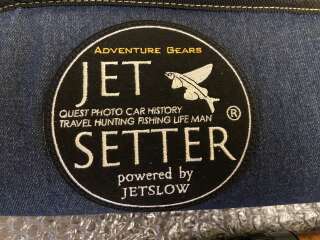 ADVENTURE GEARS
JET
QUEST PHOTO CAR HISTORY
TRAVEL HUNTING FISHING LIFE MAN
®
SETTER
powered by
JETSLOW